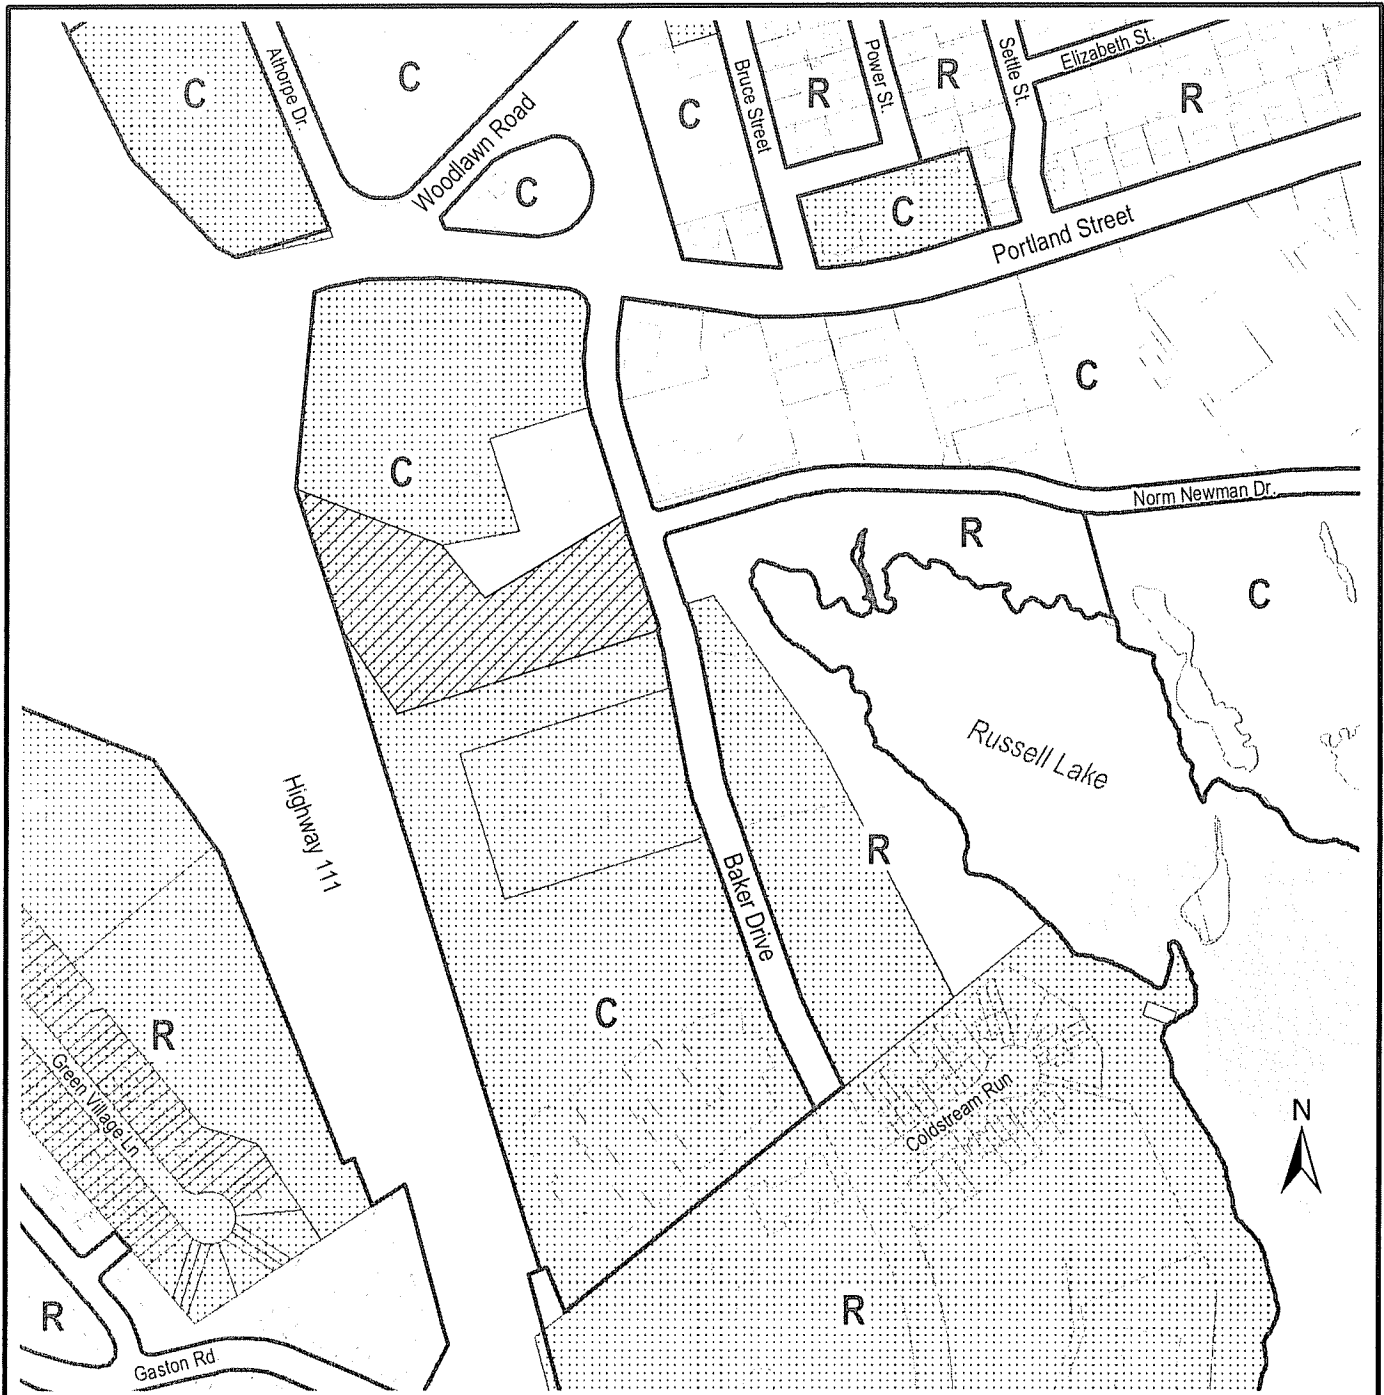 C
Athorpe Dr.
C
Woodlawn Road
C
C
Bruce Street
R
Power St.
R
Settle St.
Elizabeth St.
R
C
Portland Street
C
C
Norm Newman Dr.
R
C
Russell Lake
Highway 111
R
Baker Drive
C
R
Green Village Ln
Coldstream Run
N
R
R
Gaston Rd